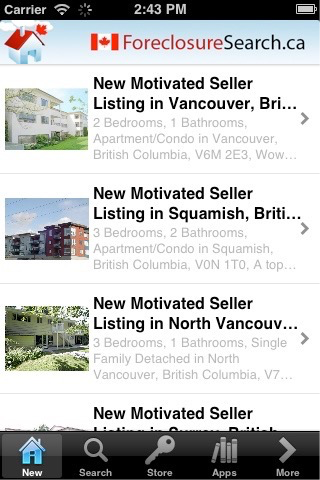 Carrier 2:43 PM
ForeclosureSearch.ca
New Motivated Seller
Listing in Vancouver, Bri...
2 Bedrooms, 1 Bathrooms,
Apartment/Condo in Vancouver,
British Columbia, V6M 2E3, Wow...
New Motivated Seller
Listing in Squamish, Briti...
3 Bedrooms, 2 Bathrooms,
Apartment/Condo in Squamish,
British Columbia, V0N 1T0, A top...
New Motivated Seller
Listing in North Vancouv...
3 Bedrooms, 1 Bathrooms, Single
Family Detached in North
Vancouver, British Columbia, V7...
New Motivated Seller
Listing in Surrey, British
New Search Store Apps More